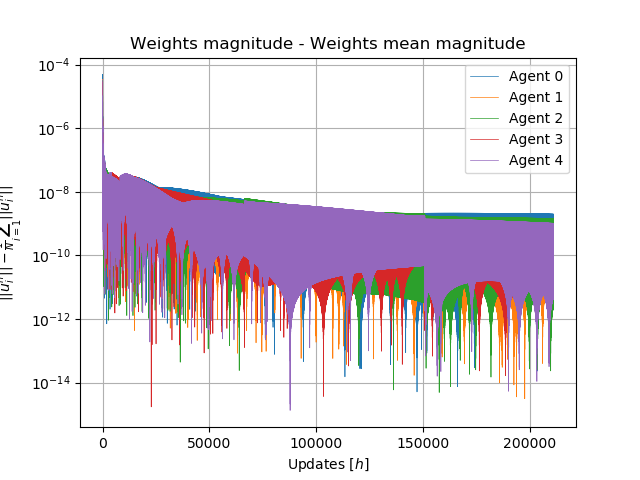 Weights magnitude - Weights mean magnitude
10⁻⁴
10⁻⁶
10⁻⁸
10⁻¹⁰
10⁻¹²
10⁻¹⁴
Agent 0
Agent 1
Agent 2
Agent 3
Agent 4
0 50000 100000 150000 200000
Updates [h]